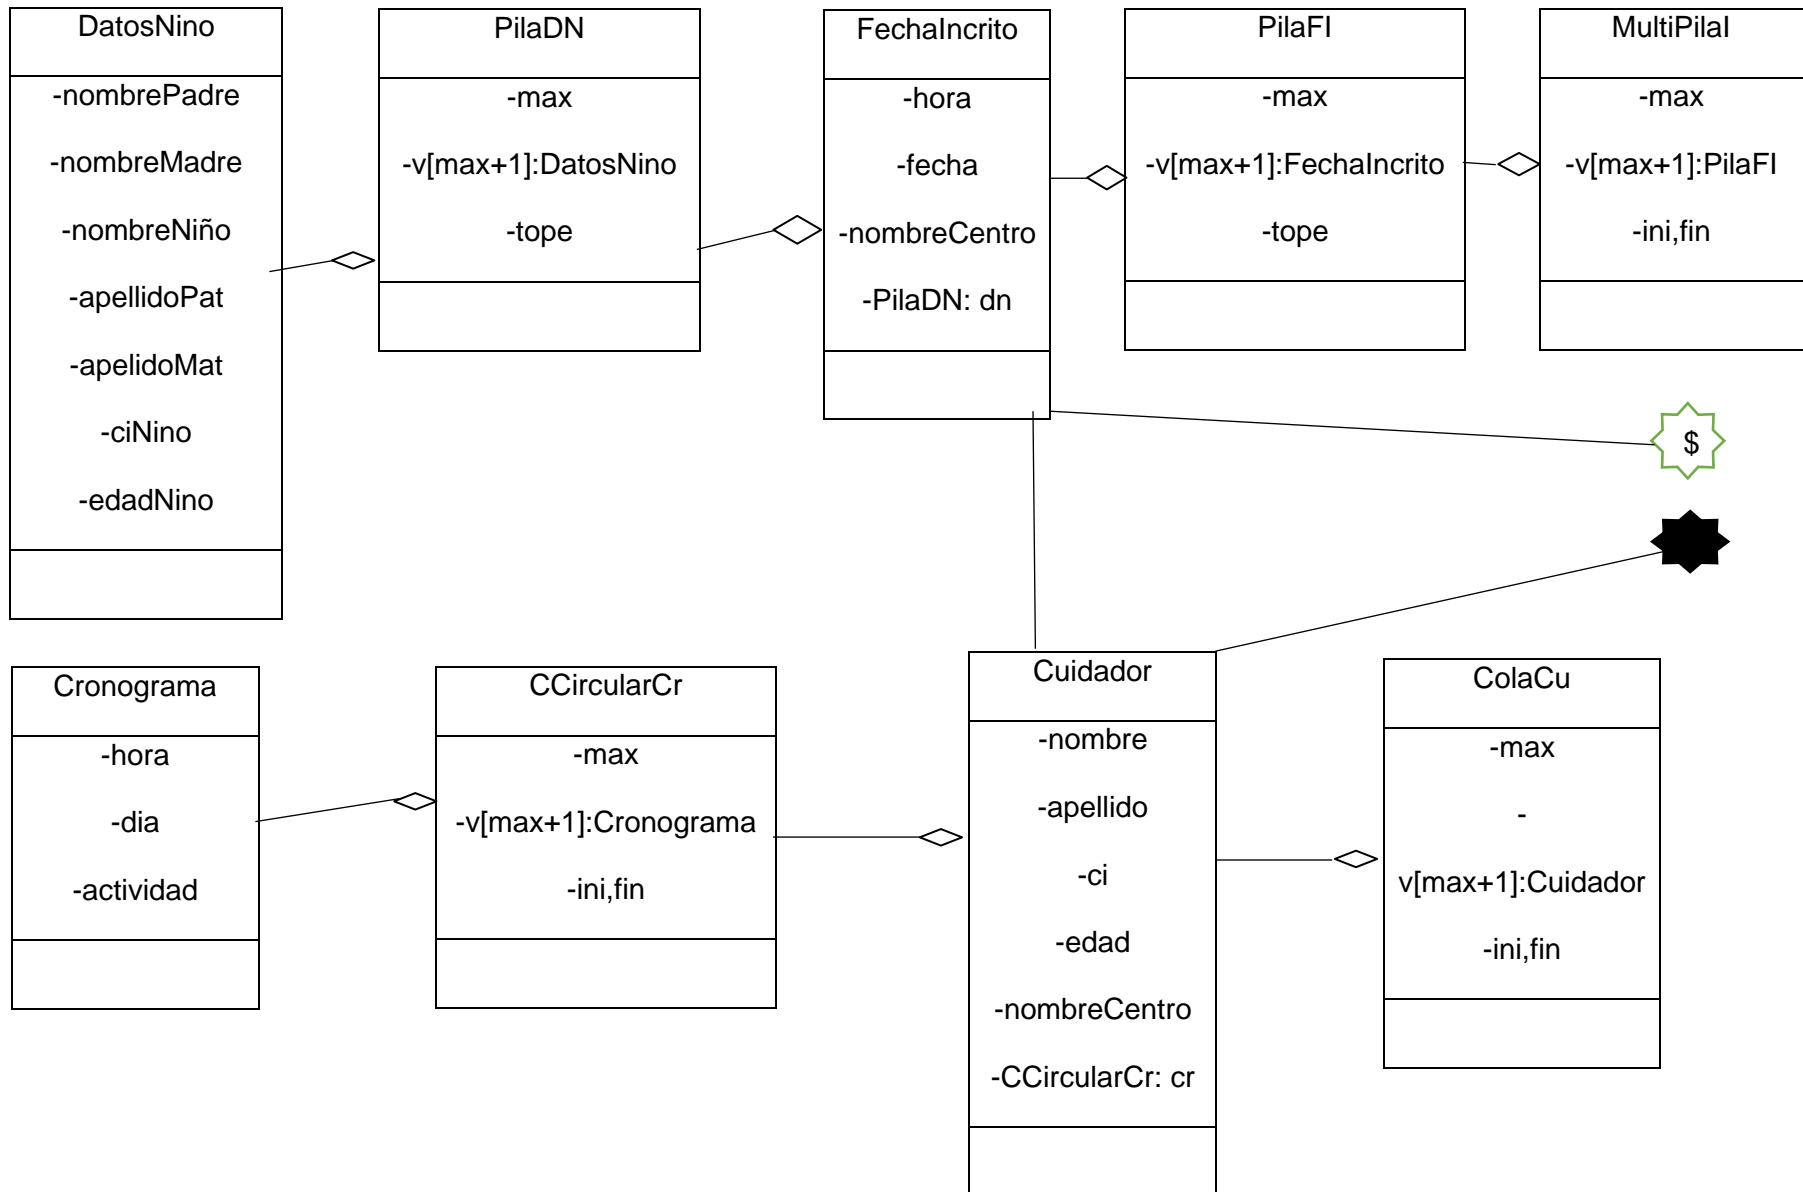 DatosNino
-nombrePadre
-nombreMadre
-nombreNiño
-apellidoPat
-apelidoMat
-ciNino
-edadNino
PilaDN
-max
-v[max+1]:DatosNino
-tope
FechaIncrito
-hora
-fecha
-nombreCentro
-PilaDN: dn
PilaFI
-max
-v[max+1]:FechaIncrito
-tope
MultiPilaI
-max
-v[max+1]:PilaFI
-ini,fin
$
Cronograma
-hora
-dia
-actividad
CCircularCr
-max
-v[max+1]:Cronograma
-ini,fin
Cuidador
-nombre
-apellido
-ci
-edad
-nombreCentro
-CCircularCr: cr
ColaCu
-max
-
v[max+1]:Cuidador
-ini,fin